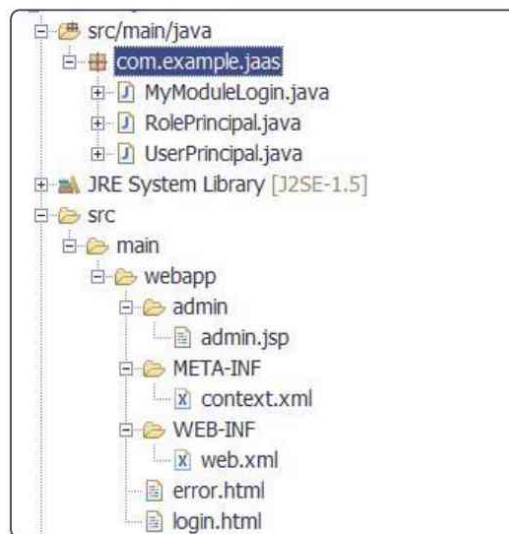 src/main/java
com.example.jaas
MyModuleLogin.java
RolePrincipal.java
UserPrincipal.java
JRE System Library [J2SE-1.5]
src
main
webapp
admin
admin.jsp
META-INF
context.xml
WEB-INF
web.xml
error.html
login.html